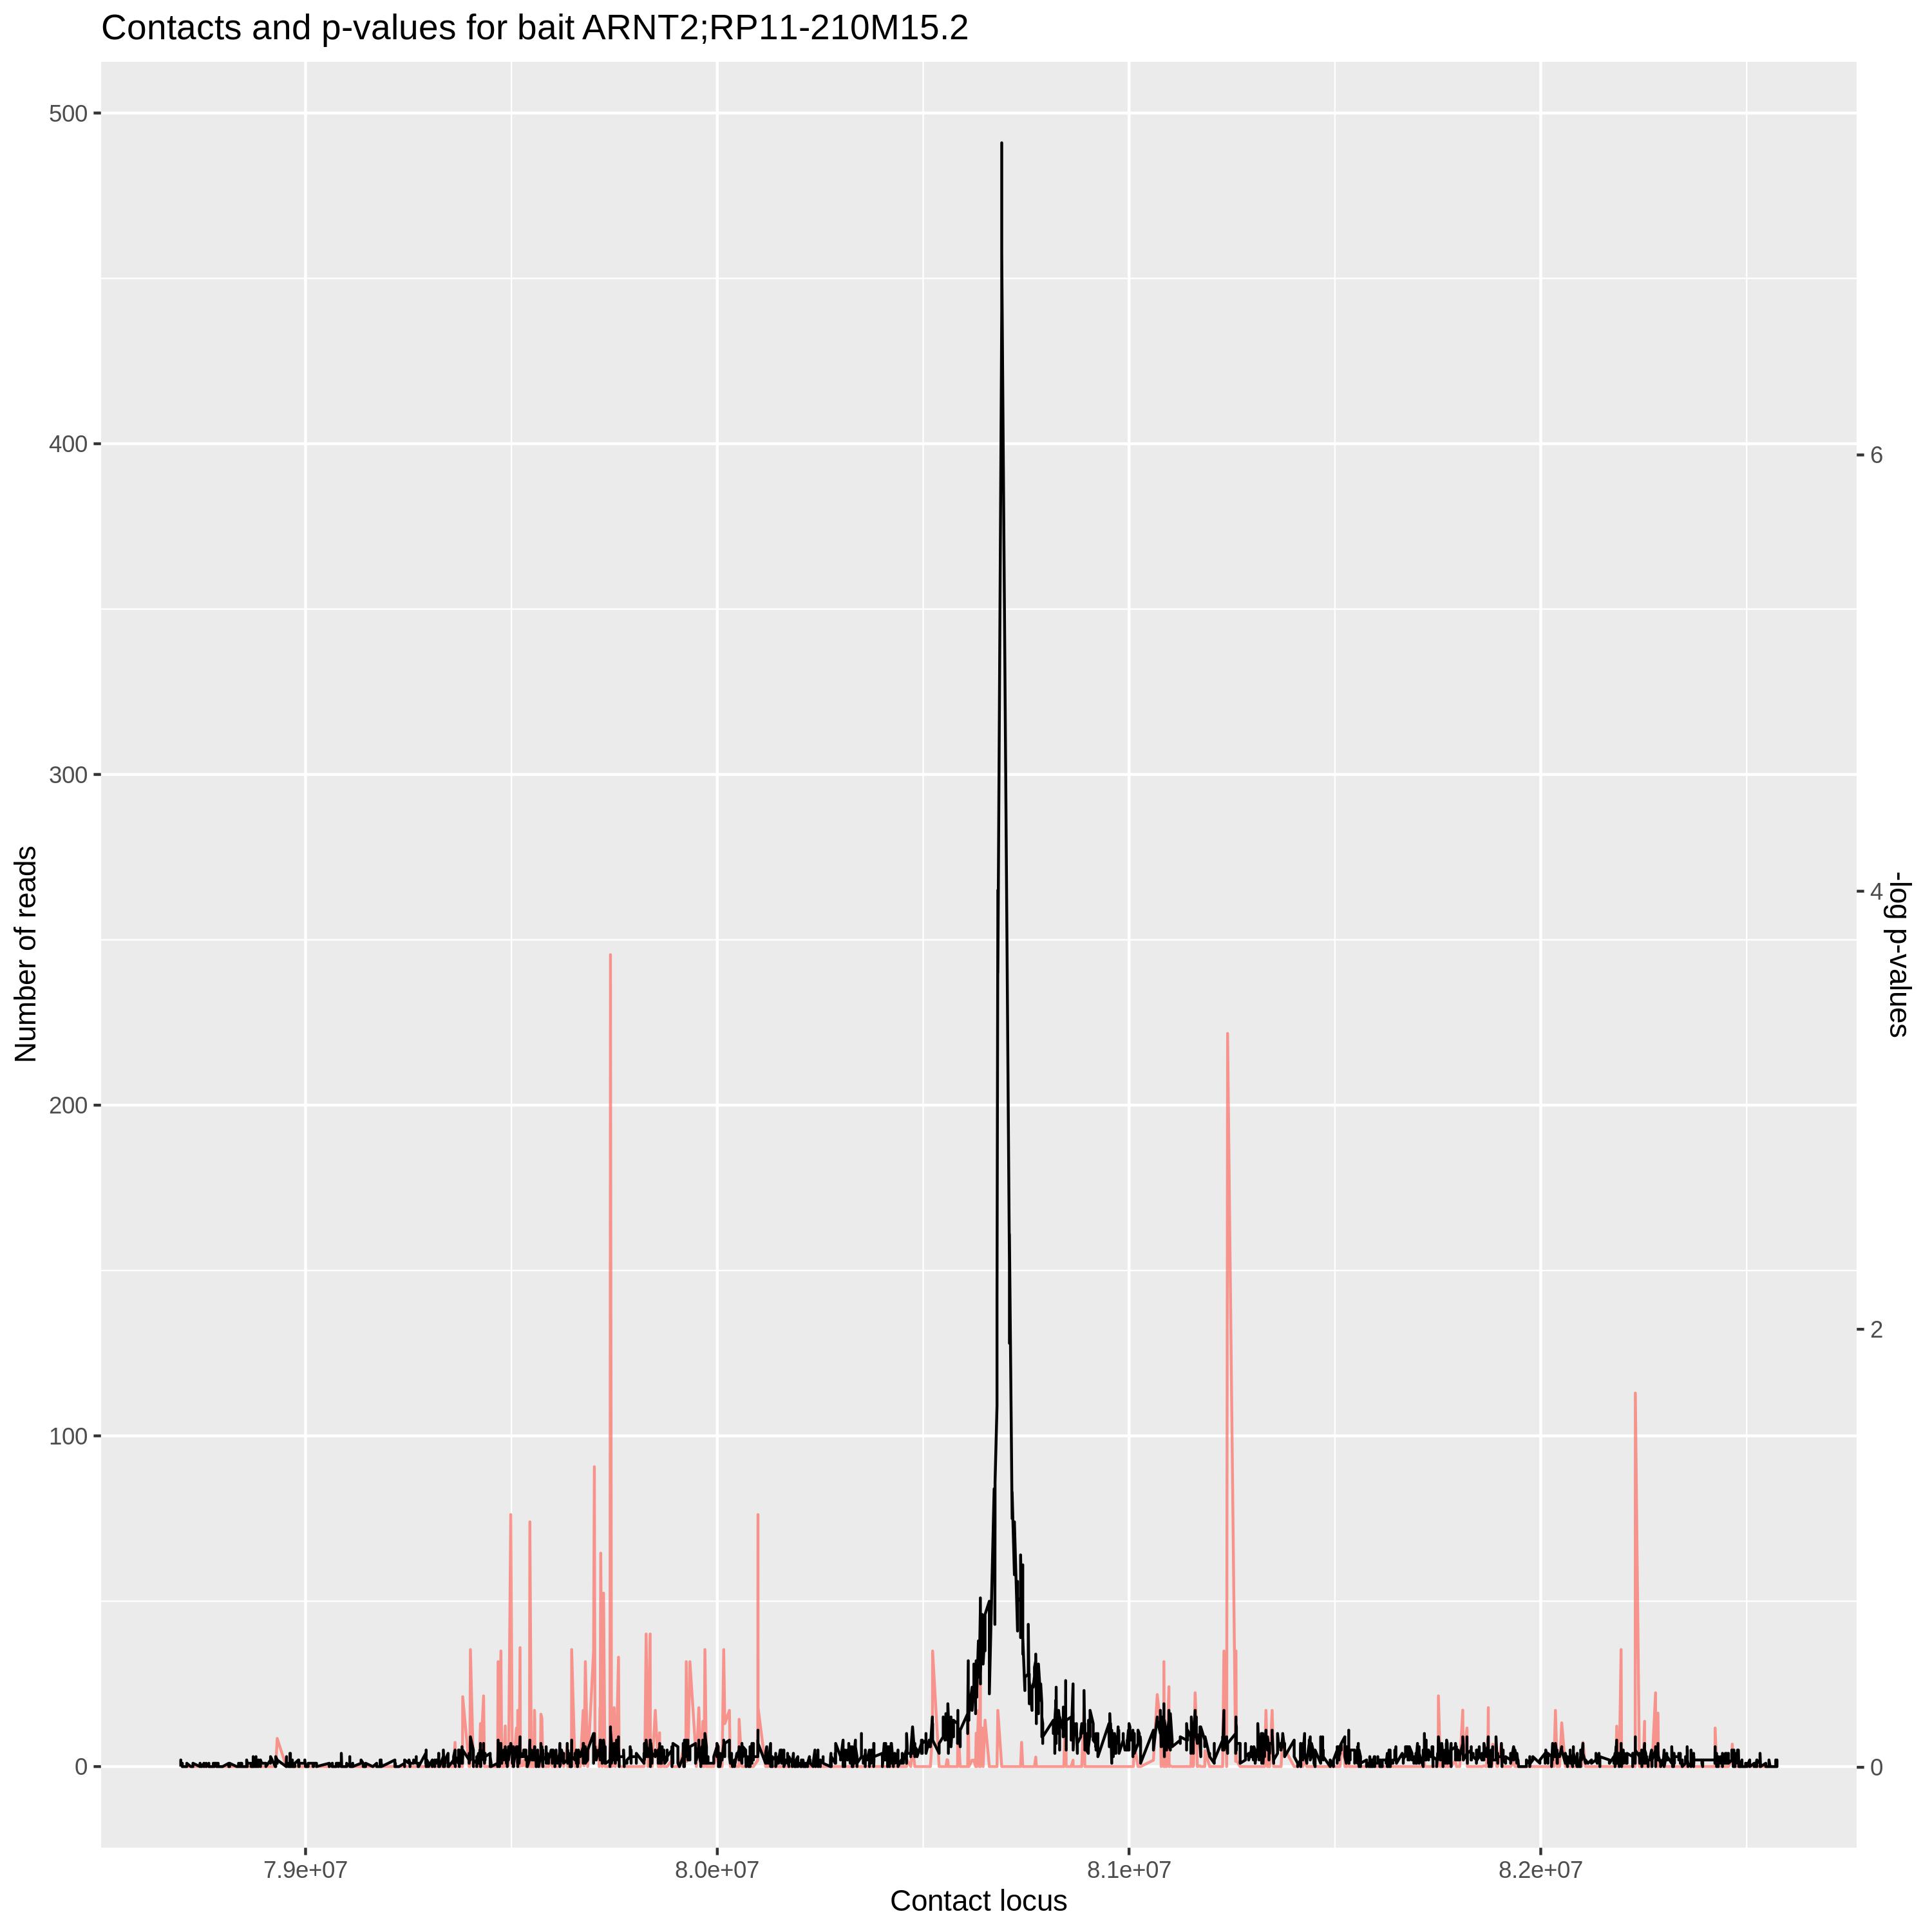 Contacts and p-values for bait ARNT2;RP11-210M15.2
500
400
300
200
100
0
Number of reads
6
4
2
0
-log p-values
7.9e+07
8.0e+07
8.1e+07
8.2e+07
Contact locus